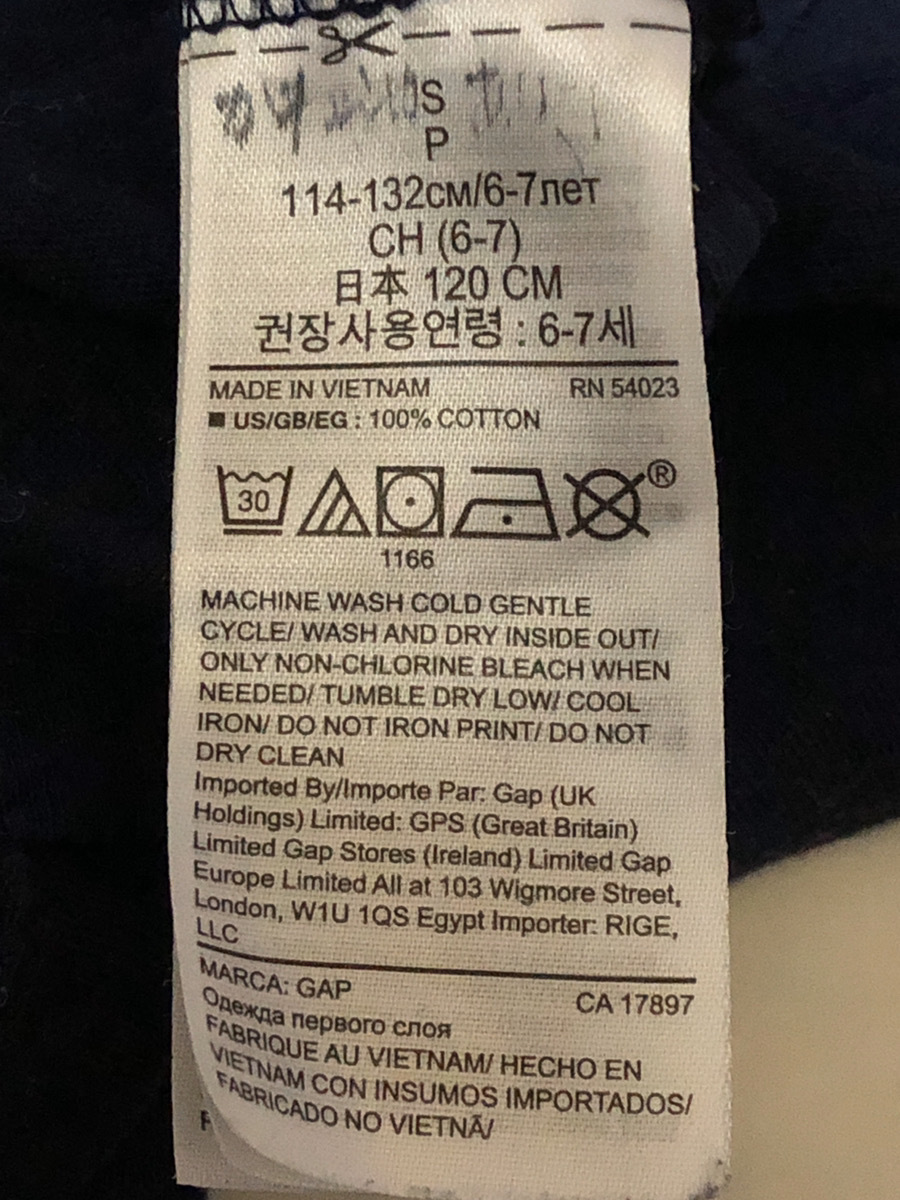 S
P
114-132см/6-7лет
CH (6-7)
日本 120 CM
권장사용연령 : 6-7세
MADE IN VIETNAM RN 54023
US/GB/EG : 100% COTTON
30 ®
1166
MACHINE WASH COLD GENTLE
CYCLE/ WASH AND DRY INSIDE OUT/
ONLY NON-CHLORINE BLEACH WHEN
NEEDED/ TUMBLE DRY LOW/ COOL
IRON/ DO NOT IRON PRINT/ DO NOT
DRY CLEAN
Imported By/Importe Par: Gap (UK
Holdings) Limited: GPS (Great Britain)
Limited Gap Stores (Ireland) Limited Gap
Europe Limited All at 103 Wigmore Street,
London, W1U 1QS Egypt Importer: RIGE,
LLC
MARCA: GAP CA 17897
Одежда первого слоя
FABRIQUE AU VIETNAM/ HECHO EN
VIETNAM CON INSUMOS IMPORTADOS/
FABRICADO NO VIETNÃ/